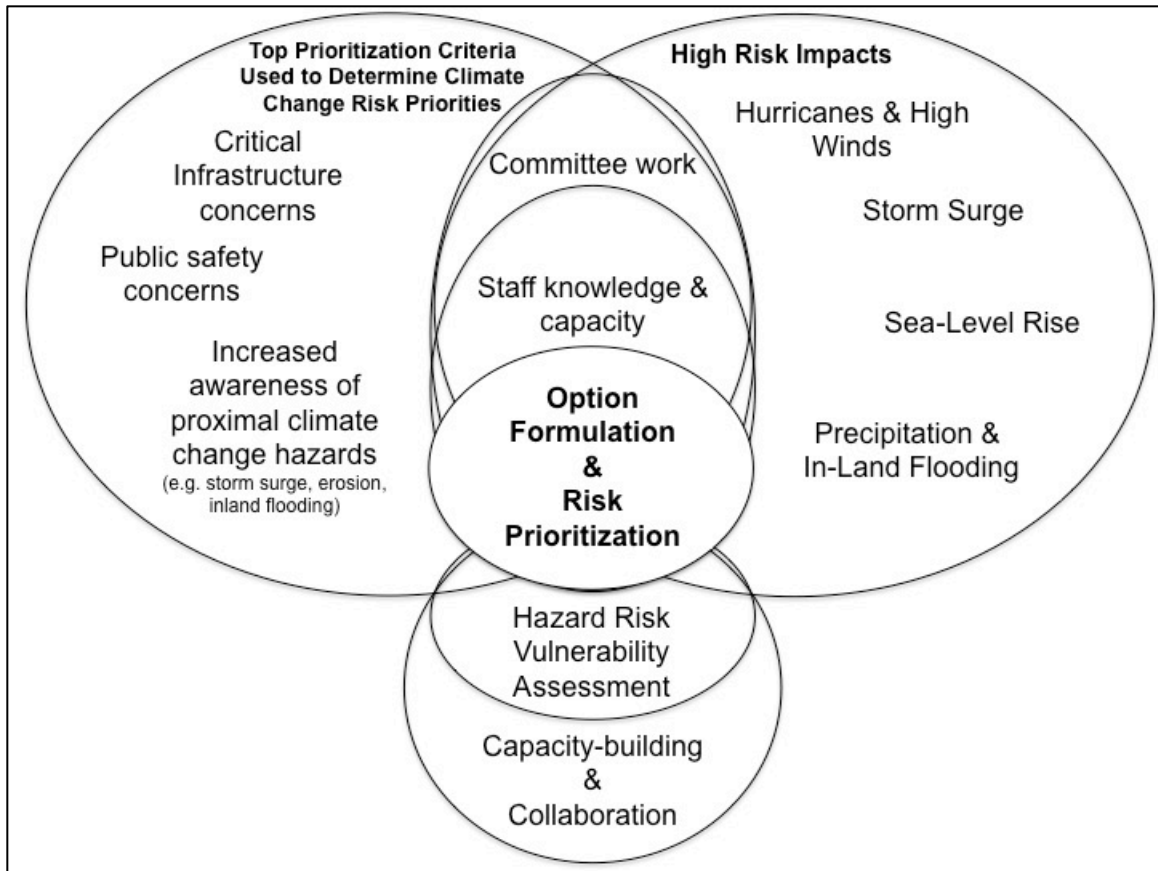 Top Prioritization Criteria
Used to Determine Climate
Change Risk Priorities
Critical
Infrastructure
concerns
Public safety
concerns
Increased
awareness of
proximal climate
change hazards
(e.g. storm surge, erosion,
inland flooding)
Committee work
Staff knowledge &
capacity
Option
Formulation
&
Risk
Prioritization
Hazard Risk
Vulnerability
Assessment
Capacity-building
&
Collaboration
High Risk Impacts
Hurricanes & High
Winds
Storm Surge
Sea-Level Rise
Precipitation &
In-Land Flooding